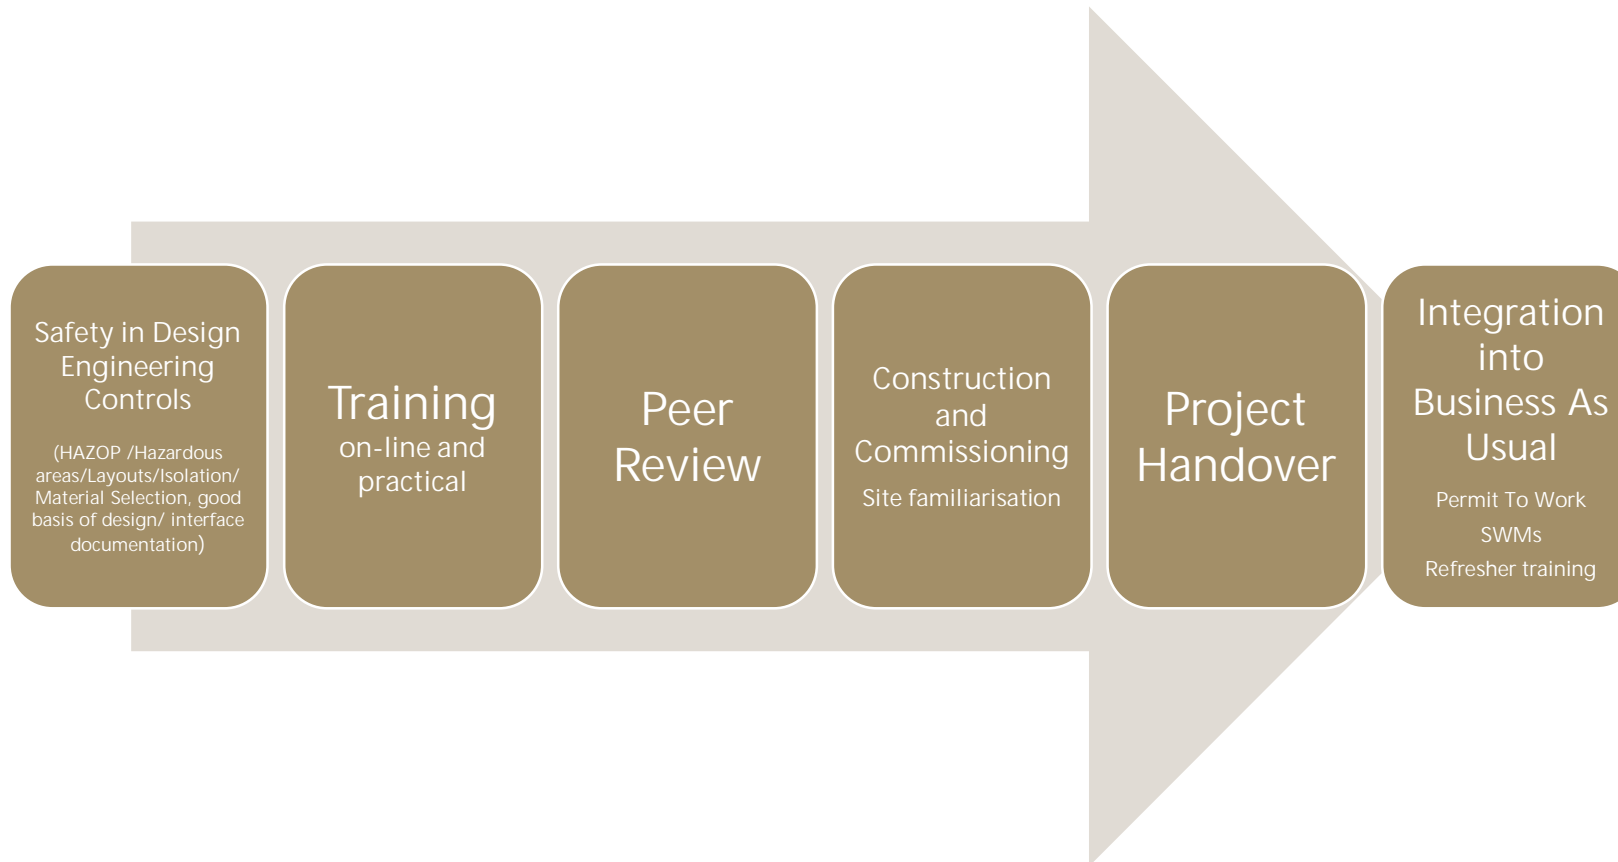 Safety in Design
Engineering
Controls
(HAZOP /Hazardous
areas/Layouts/Isolation/
Material Selection, good
basis of design/ interface
documentation)
Training
on-line and
practical
Peer
Review
Construction
and
Commissioning
Site familiarisation
Project
Handover
Integration
into
Business As
Usual
Permit To Work
SWMs
Refresher training